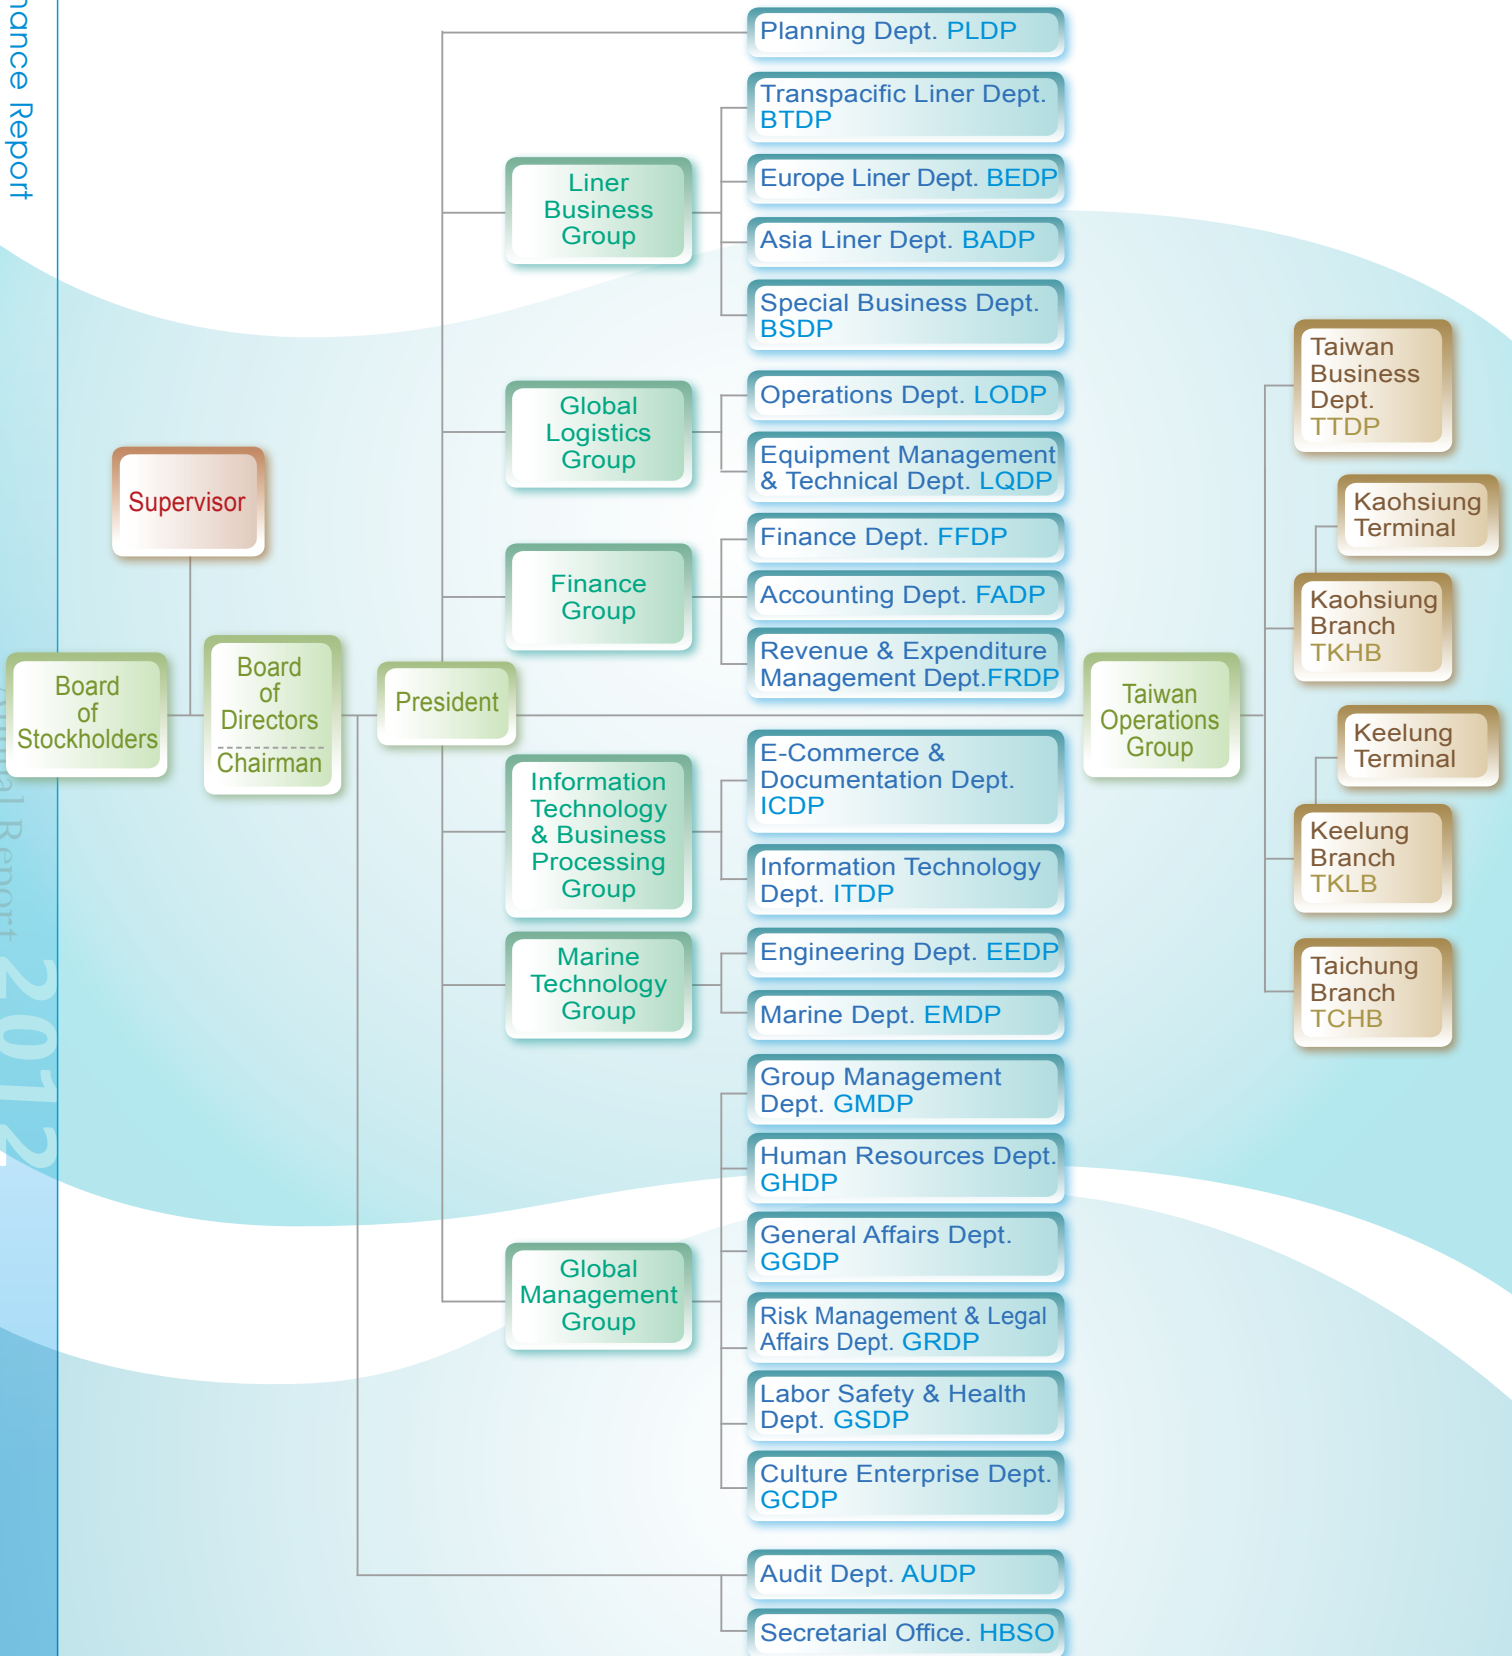 Report
Annual Report 2012
Supervisor
Board
of
Stockholders
Board
of
Directors
Chairman
President
Planning Dept. PLDP
Liner
Business
Group
Transpacific Liner Dept.
BTDP
Europe Liner Dept. BEDP
Asia Liner Dept. BADP
Special Business Dept.
BSDP
Global
Logistics
Group
Operations Dept. LODP
Equipment Management
& Technical Dept. LQDP
Finance
Group
Finance Dept. FFDP
Accounting Dept. FADP
Revenue & Expenditure
Management Dept.FRDP
Information
Technology
& Business
Processing
Group
E-Commerce &
Documentation Dept.
ICDP
Information Technology
Dept. ITDP
Marine
Technology
Group
Engineering Dept. EEDP
Marine Dept. EMDP
Global
Management
Group
Group Management
Dept. GMDP
Human Resources Dept.
GHDP
General Affairs Dept.
GGDP
Risk Management & Legal
Affairs Dept. GRDP
Labor Safety & Health
Dept. GSDP
Culture Enterprise Dept.
GCDP
Audit Dept. AUDP
Secretarial Office. HBSO
Taiwan
Operations
Group
Taiwan
Business
Dept.
TTDP
Kaohsiung
Terminal
Kaohsiung
Branch
TKHB
Keelung
Terminal
Keelung
Branch
TKLB
Taichung
Branch
TCHB